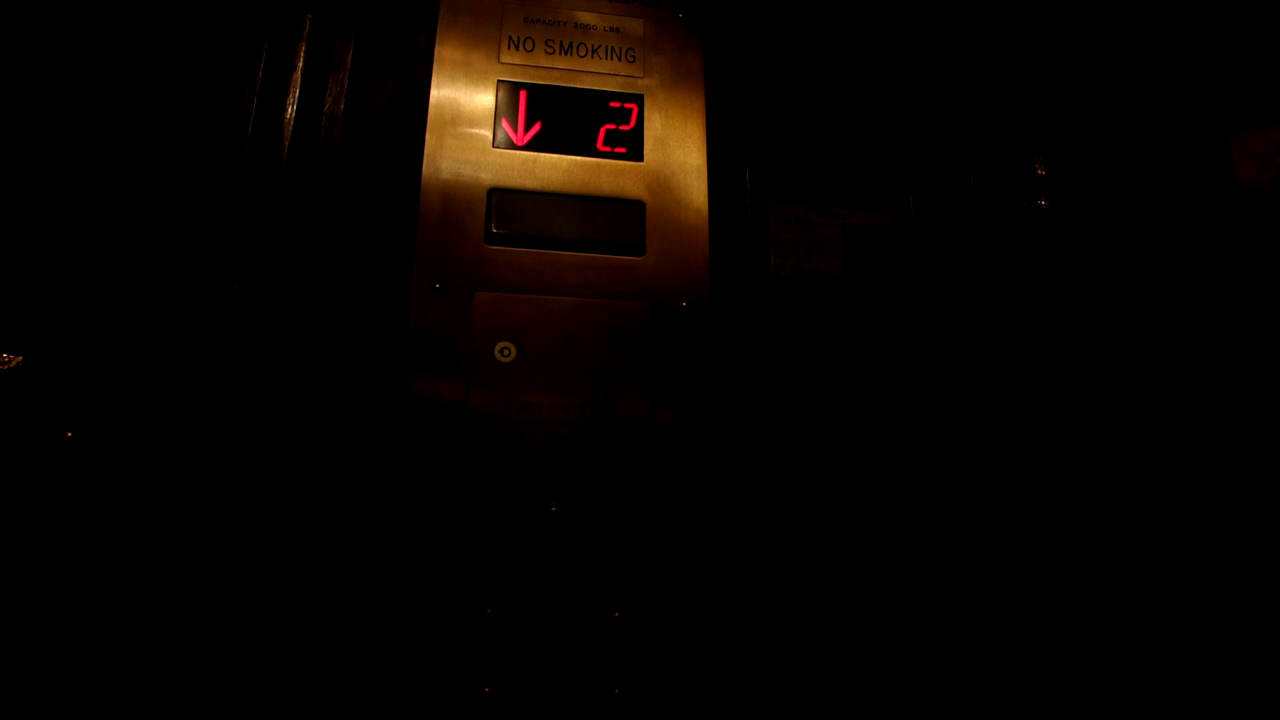 CAPACITY 2000 LBS.
NO SMOKING
↓ 2